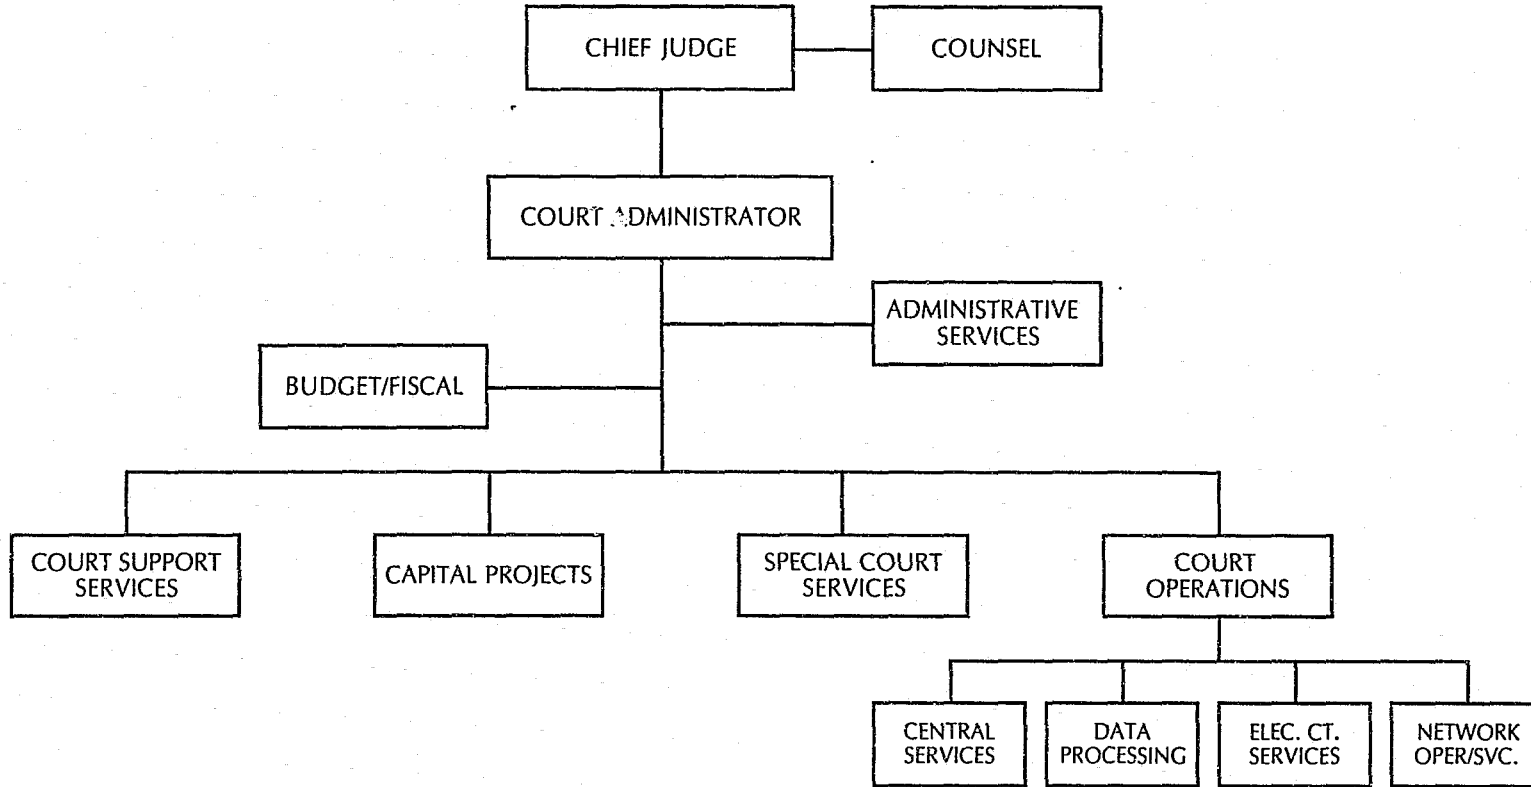 CHIEF JUDGE
COUNSEL
COURT ADMINISTRATOR
ADMINISTRATIVE
SERVICES
BUDGET/FISCAL
COURT SUPPORT
SERVICES
CAPITAL PROJECTS
SPECIAL COURT
SERVICES
COURT
OPERATIONS
CENTRAL
SERVICES
DATA
PROCESSING
ELEC. CT.
SERVICES
NETWORK
OPER/SVC.